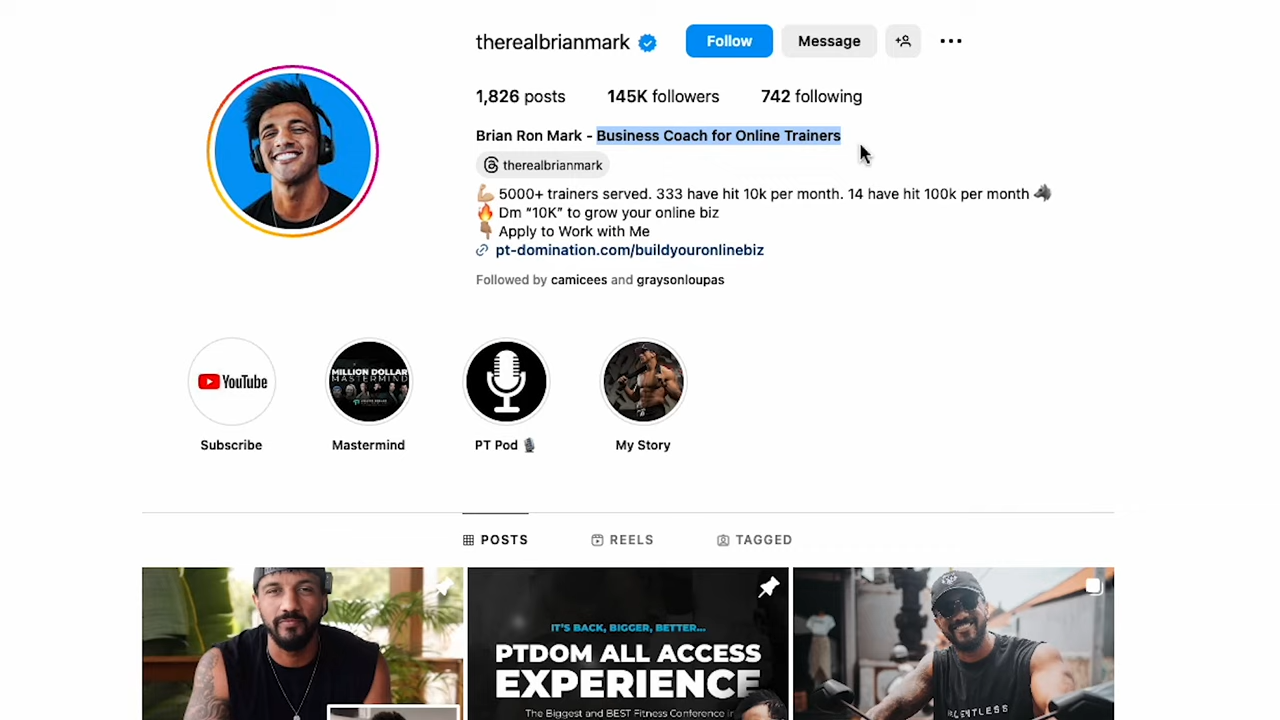 therealbrianmark
Follow
Message
1,826 posts
145K followers
742 following
Brian Ron Mark - Business Coach for Online Trainers
therealbrianmark
💪🏼 5000+ trainers served. 333 have hit 10k per month. 14 have hit 100k per month 🐗
🔥 Dm “10K” to grow your online biz
👇🏽 Apply to Work with Me
pt-domination.com/buildyouronlinebiz
Followed by camicees and graysonloupas
YouTube
MILLION DOLLAR
MASTERMIND
Subscribe
Mastermind
PT Pod 🎙️
My Story
POSTS
REELS
TAGGED
IT'S BACK, BIGGER, BETTER...
PTDOM ALL ACCESS
EXPERIENCE
The Biggest and BEST Fitness Conference